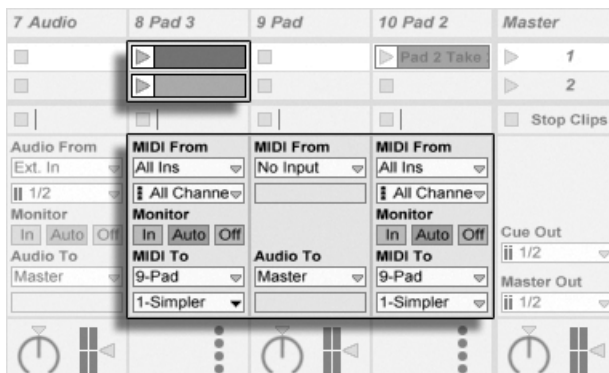 7 Audio 8 Pad 3 9 Pad 10 Pad 2 Master
Pad 2 Take 1
2
Stop Clips
Audio From MIDI From MIDI From MIDI From
Ext. In All Ins No Input All Ins
1/2 All Channe All Channe
Monitor Monitor Monitor
In Auto Off In Auto Off In Auto Off Cue Out
1/2
Audio To MIDI To Audio To MIDI To
Master 9-Pad Master 9-Pad Master Out
1-Simpler 1-Simpler 1/2